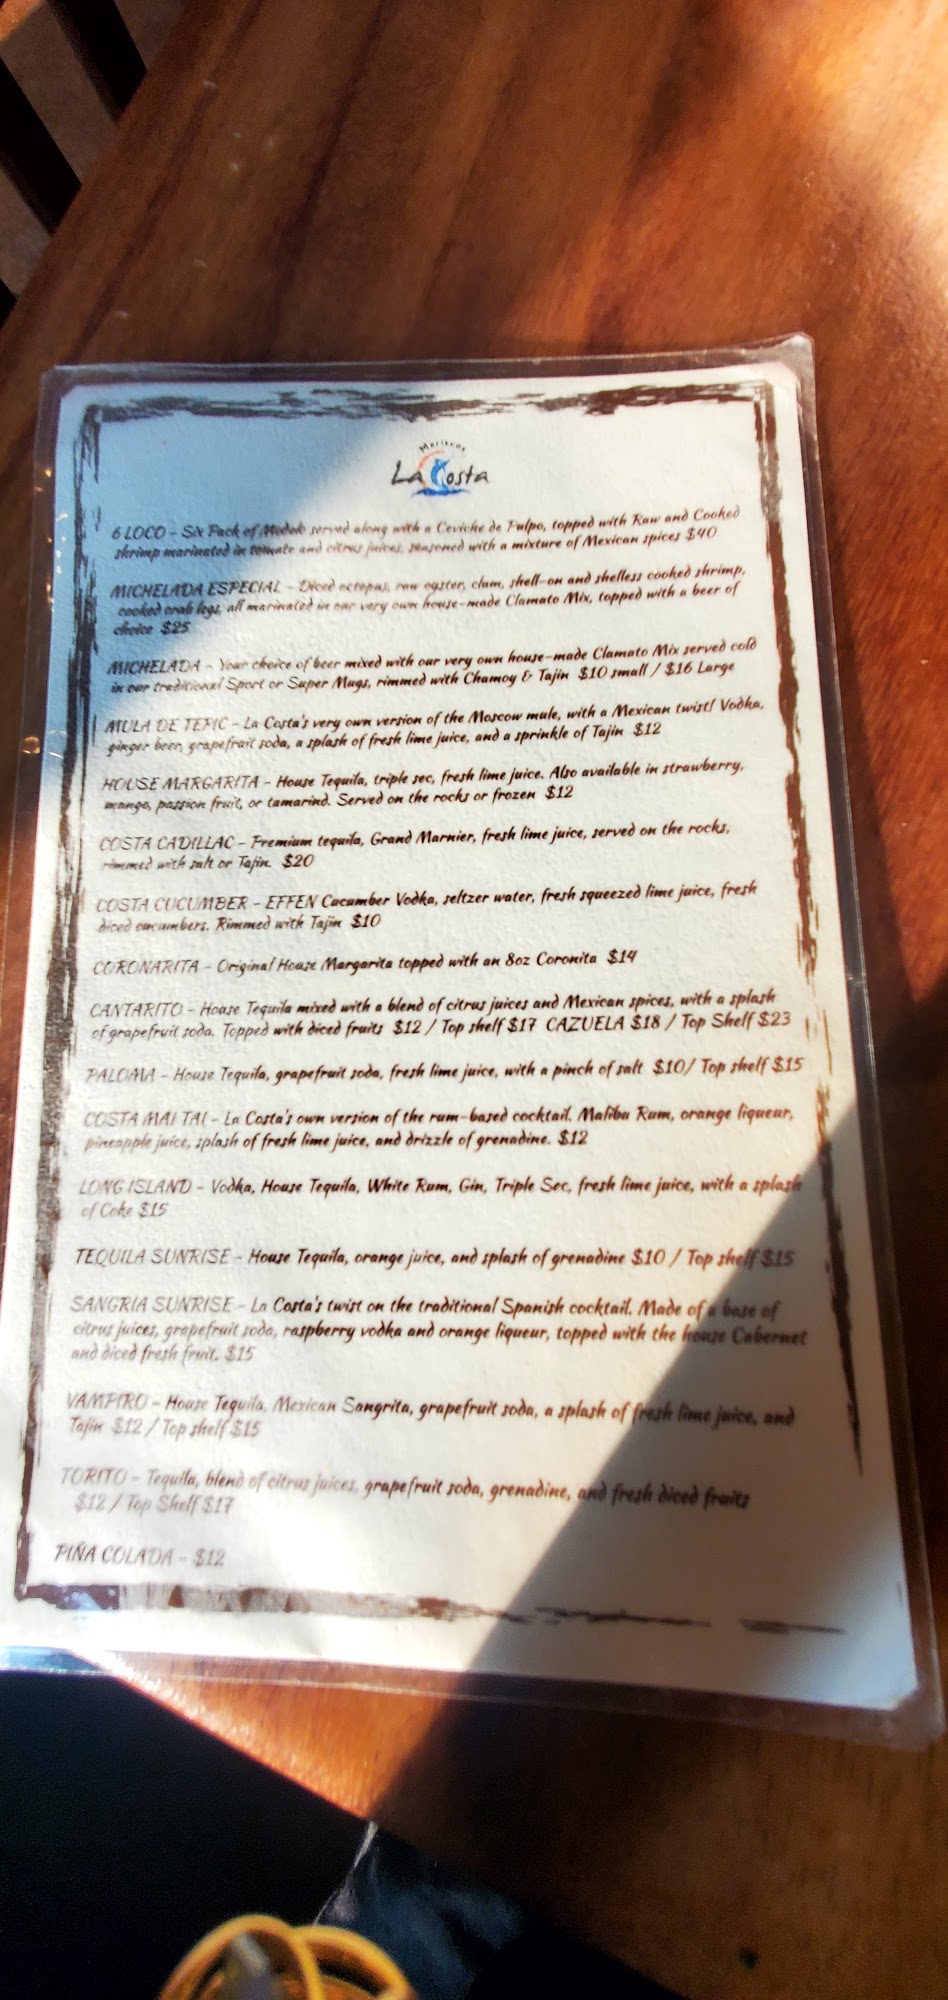 Mariscos
La Costa
6 LOCO - Six Pack of Modelo served along with a Ceviche de Pulpo, topped with Raw and Cooked
shrimp marinated in tomato and citrus juices, seasoned with a mixture of Mexican spices $40
MICHELADA ESPECIAL - Diced octopus, raw oyster, clam, shell-on and shelless cooked shrimp,
cooked crab legs, all marinated in our very own house-made Clamato Mix, topped with a beer of
choice $25
MICHELADA - Your choice of beer mixed with our very own house-made Clamato Mix served cold
in our traditional Sport or Super Mugs, rimmed with Chamoy & Tajin $10 small / $16 Large
MULA DE TEPIC - La Costa's very own version of the Moscow mule, with a Mexican twist! Vodka,
ginger beer, grapefruit soda, a splash of fresh lime juice, and a sprinkle of Tajin $12
HOUSE MARGARITA - House Tequila, triple sec, fresh lime juice. Also available in strawberry,
mango, passion fruit, or tamarind. Served on the rocks or frozen $12
COSTA CADILLAC - Premium tequila, Grand Marnier, fresh lime juice, served on the rocks,
rimmed with salt or Tajin. $20
COSTA CUCUMBER - EFFEN Cucumber Vodka, seltzer water, fresh squeezed lime juice, fresh
diced cucumbers. Rimmed with Tajin $10
CORONARITA - Original House Margarita topped with an 8oz Coronita $14
CANTARITO - House Tequila mixed with a blend of citrus juices and Mexican spices, with a splash
of grapefruit soda. Topped with diced fruits $12 / Top shelf $17 CAZUELA $18 / Top Shelf $23
PALOMA - House Tequila, grapefruit soda, fresh lime juice, with a pinch of salt $10/ Top shelf $15
COSTA MAI TAI - La Costa's own version of the rum-based cocktail. Malibu Rum, orange liqueur,
pineapple juice, splash of fresh lime juice, and drizzle of grenadine. $12
LONG ISLAND - Vodka, House Tequila, White Rum, Gin, Triple Sec, fresh lime juice, with a splash
of Coke $15
TEQUILA SUNRISE - House Tequila, orange juice, and splash of grenadine $10 / Top shelf $15
SANGRIA SUNRISE - La Costa's twist on the traditional Spanish cocktail. Made of a base of
citrus juices, grapefruit soda, raspberry vodka and orange liqueur, topped with the house Cabernet
and diced fresh fruit. $15
VAMPIRO - House Tequila, Mexican Sangrita, grapefruit soda, a splash of fresh lime juice, and
Tajin $12 / Top shelf $15
TORITO - Tequila, blend of citrus juices, grapefruit soda, grenadine, and fresh diced fruits
$12 / Top Shelf $17
PIÑA COLADA - $12